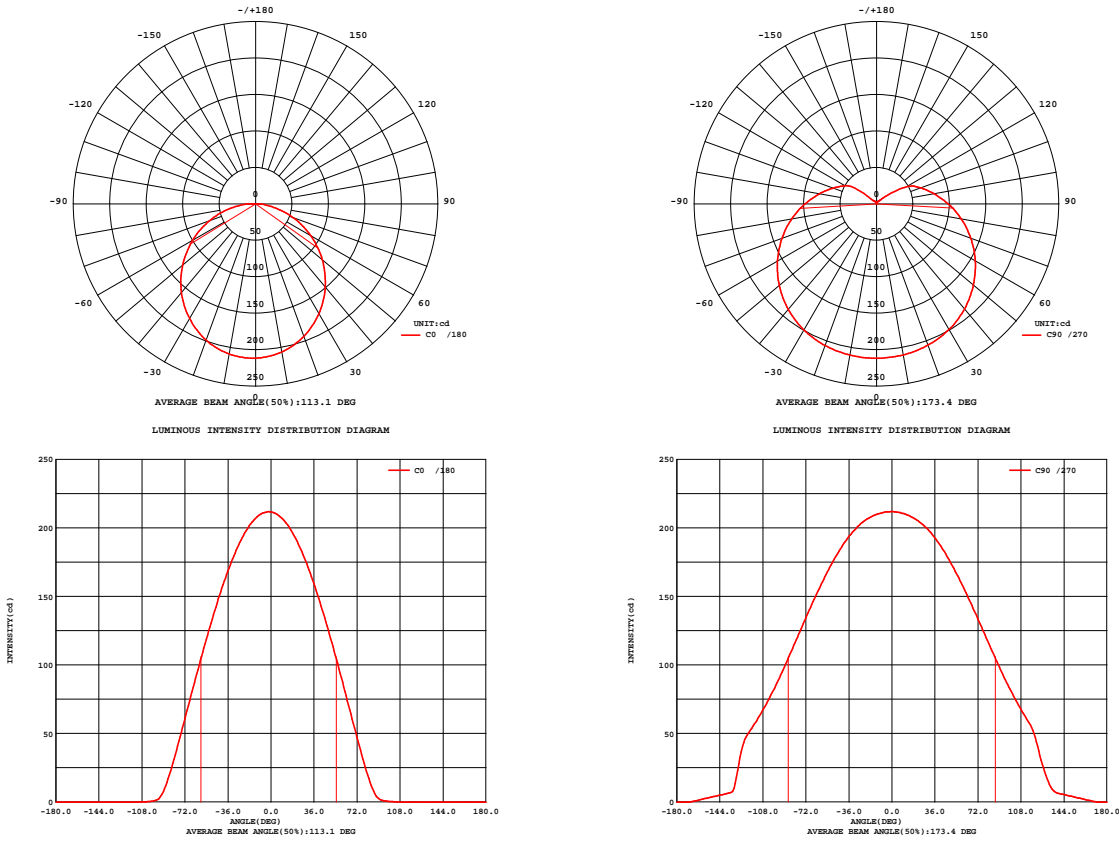 -/+180
-150
150
-120
120
-90
0
90
50
100
-60
60
150
UNIT:cd
C0 /180
200
-30
30
250
0
AVERAGE BEAM ANGLE(50%):113.1 DEG
-/+180
-150
150
-120
120
-90
0
90
50
100
-60
60
150
UNIT:cd
C90 /270
200
-30
30
250
0
AVERAGE BEAM ANGLE(50%):173.4 DEG
LUMINOUS INTENSITY DISTRIBUTION DIAGRAM
250
C0 /180
200
150
INTENSITY(cd)
100
50
0
-180.0 -144.0 -108.0 -72.0 -36.0 0.0 36.0 72.0 108.0 144.0 180.0
ANGLE(DEG)
AVERAGE BEAM ANGLE(50%):113.1 DEG
LUMINOUS INTENSITY DISTRIBUTION DIAGRAM
250
C90 /270
200
150
INTENSITY(cd)
100
50
0
-180.0 -144.0 -108.0 -72.0 -36.0 0.0 36.0 72.0 108.0 144.0 180.0
ANGLE(DEG)
AVERAGE BEAM ANGLE(50%):173.4 DEG